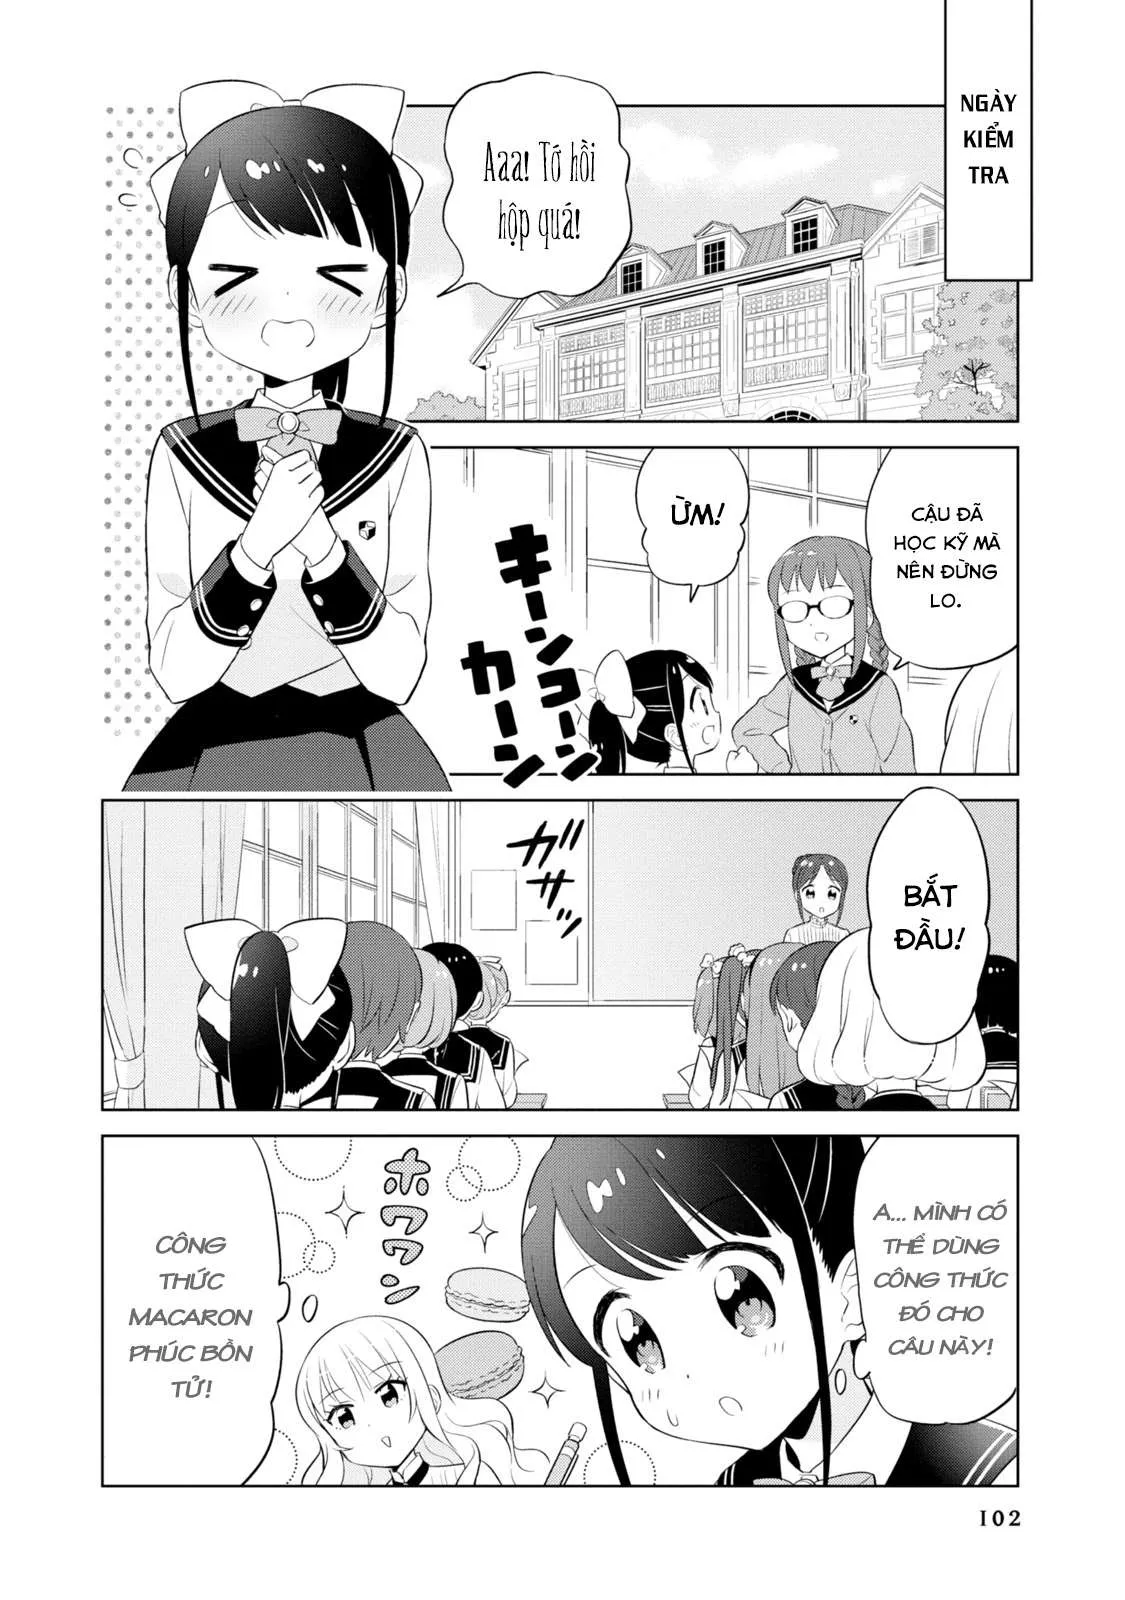 NGÀY
KIỂM
TRA
Aaa! Tớ hồi
hộp quá!
CẬU ĐÃ
HỌC KỸ MÀ
NÊN ĐỪNG
LO.
ỪM!
キーンコーン
カーン
BẮT
ĐẦU!
ガサッ
A... MÌNH CÓ
THỂ DÙNG
CÔNG THỨC
ĐÓ CHO
CÂU NÀY!
ホワワン
CÔNG
THỨC
MACARON
PHÚC BỒN
TỬ!
102